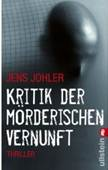 JENS JOHLER
KRITIK DER
MÖRDERISCHEN
VERNUNFT
THRILLER
ullstein